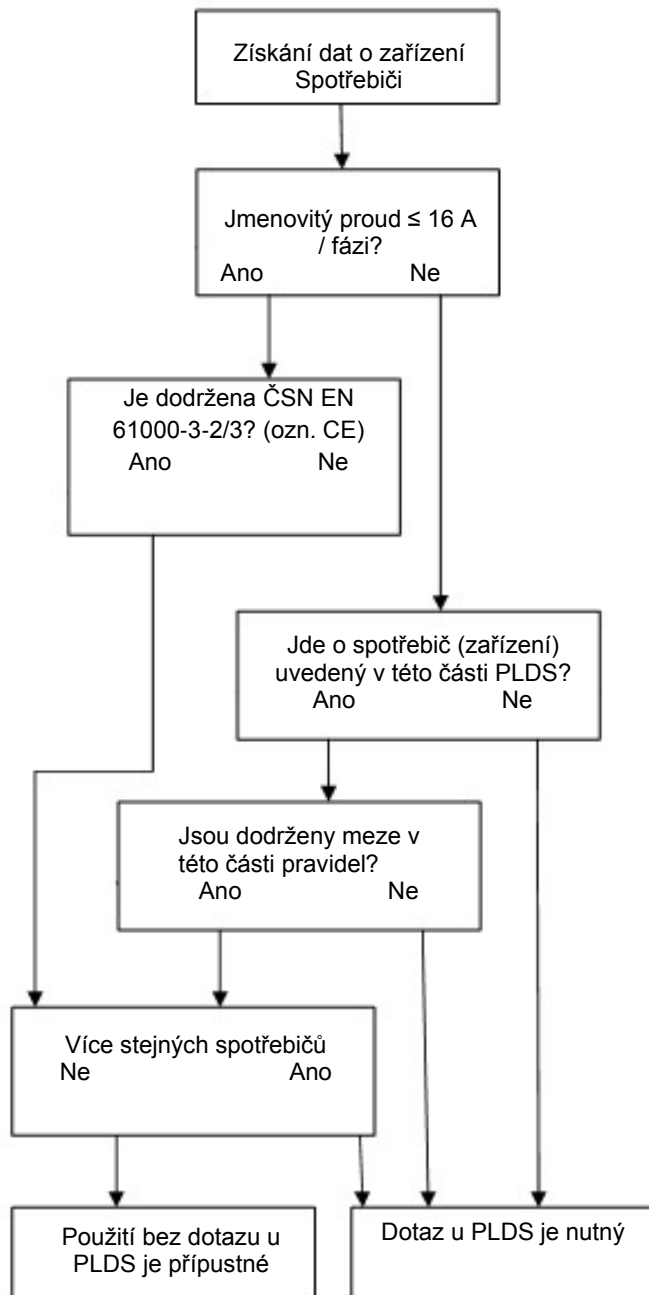 Získání dat o zařízení
Spotřebiči
Jmenovitý proud ≤ 16 A
/ fázi?
Ano Ne
Je dodržena ČSN EN
61000-3-2/3? (ozn. CE)
Ano Ne
Jde o spotřebič (zařízení)
uvedený v této části PLDS?
Ano Ne
Jsou dodrženy meze v
této části pravidel?
Ano Ne
Více stejných spotřebičů
Ne Ano
Použití bez dotazu u
PLDS je přípustné
Dotaz u PLDS je nutný